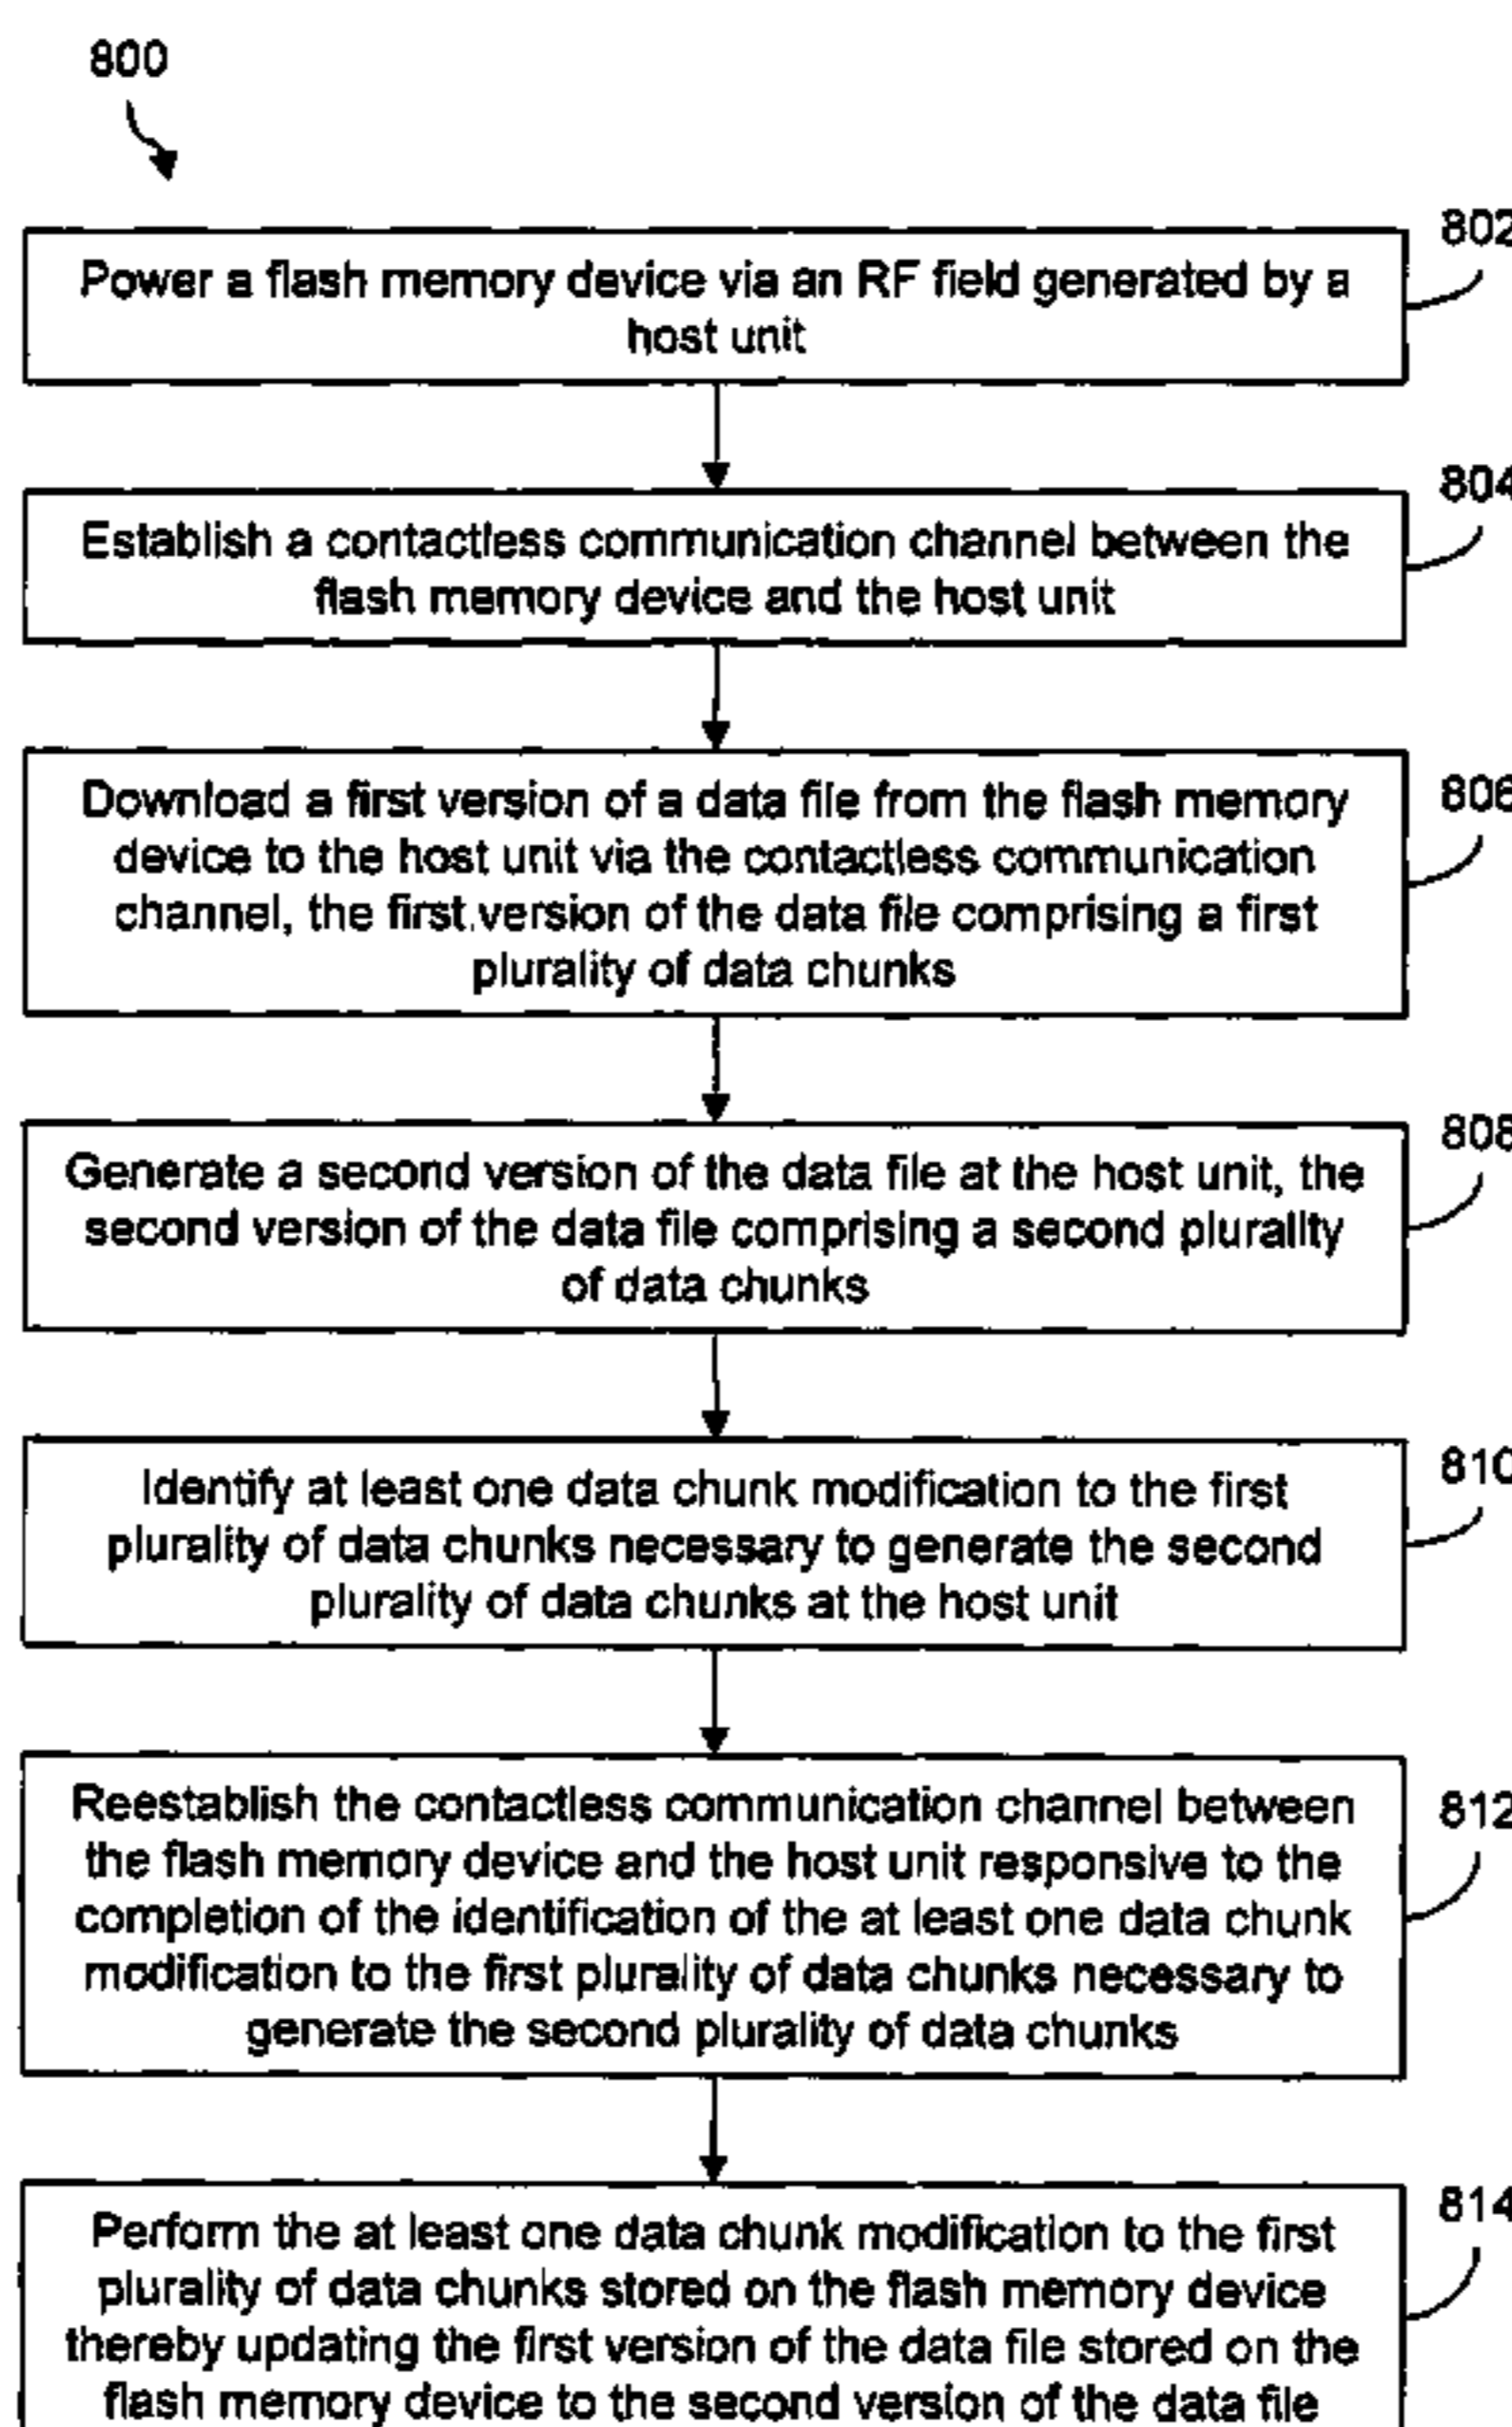 800
802
Power a flash memory device via an RF field generated by a
host unit
804
Establish a contactless communication channel between the
flash memory device and the host unit
806
Download a first version of a data file from the flash memory
device to the host unit via the contactless communication
channel, the first version of the data file comprising a first
plurality of data chunks
808
Generate a second version of the data file at the host unit, the
second version of the data file comprising a second plurality
of data chunks
810
Identify at least one data chunk modification to the first
plurality of data chunks necessary to generate the second
plurality of data chunks at the host unit
812
Reestablish the contactless communication channel between
the flash memory device and the host unit responsive to the
completion of the identification of the at least one data chunk
modification to the first plurality of data chunks necessary to
generate the second plurality of data chunks
814
Perform the at least one data chunk modification to the first
plurality of data chunks stored on the flash memory device
thereby updating the first version of the data file stored on the
flash memory device to the second version of the data file